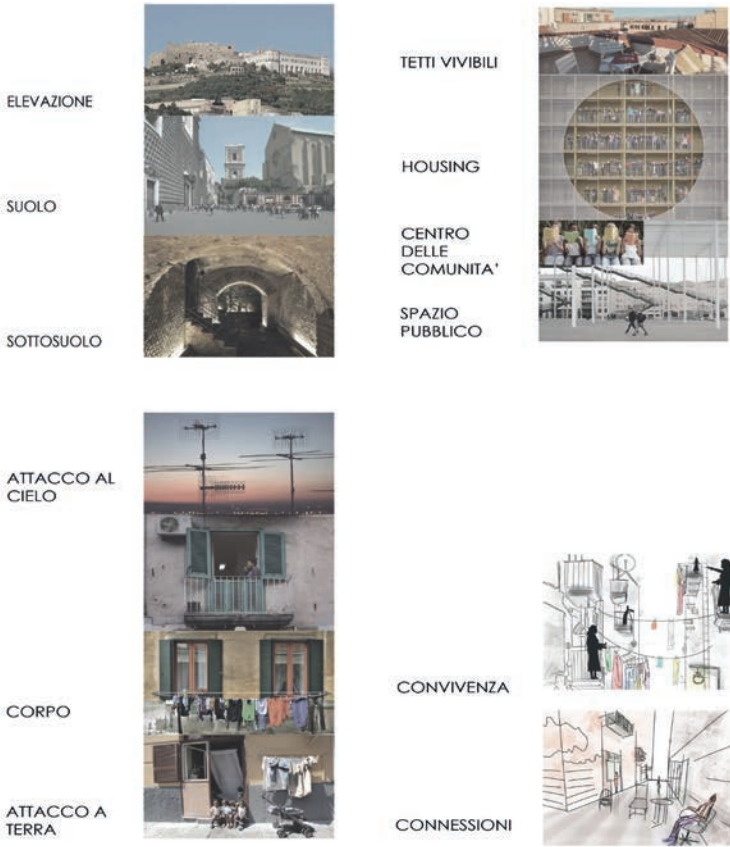 ELEVAZIONE
SUOLO
SOTTOSUOLO
TETTI VIVIBILI
HOUSING
CENTRO
DELLE
COMUNITA'
SPAZIO
PUBBLICO
ATTACCO AL
CIELO
CORPO
ATTACCO A
TERRA
CONVIVENZA
CONNESSIONI